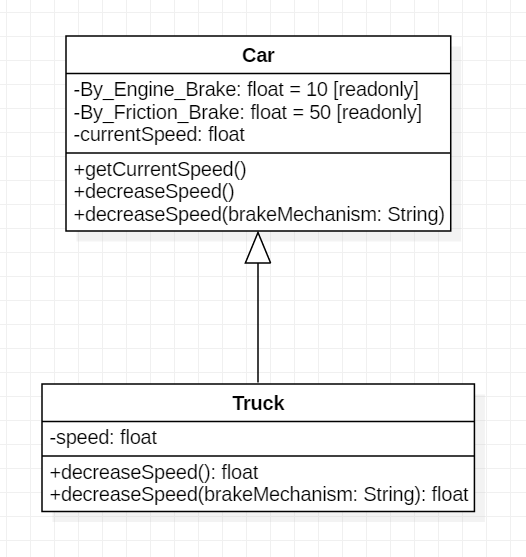 Car
-By_Engine_Brake: float = 10 [readonly]
-By_Friction_Brake: float = 50 [readonly]
-currentSpeed: float
+getCurrentSpeed()
+decreaseSpeed()
+decreaseSpeed(brakeMechanism: String)
Truck
-speed: float
+decreaseSpeed(): float
+decreaseSpeed(brakeMechanism: String): float